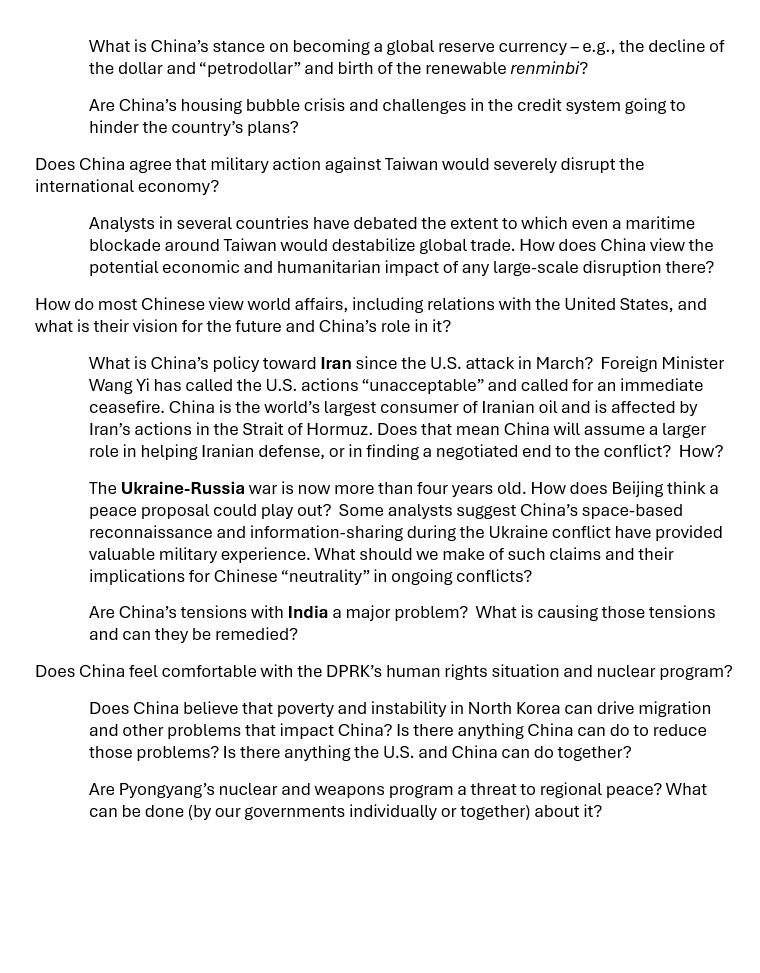 What is China’s stance on becoming a global reserve currency – e.g., the decline of
the dollar and “petrodollar” and birth of the renewable renminbi?
Are China’s housing bubble crisis and challenges in the credit system going to
hinder the country’s plans?
Does China agree that military action against Taiwan would severely disrupt the
international economy?
Analysts in several countries have debated the extent to which even a maritime
blockade around Taiwan would destabilize global trade. How does China view the
potential economic and humanitarian impact of any large-scale disruption there?
How do most Chinese view world affairs, including relations with the United States, and
what is their vision for the future and China’s role in it?
What is China’s policy toward Iran since the U.S. attack in March?  Foreign Minister
Wang Yi has called the U.S. actions “unacceptable” and called for an immediate
ceasefire. China is the world’s largest consumer of Iranian oil and is affected by
Iran’s actions in the Strait of Hormuz. Does that mean China will assume a larger
role in helping Iranian defense, or in finding a negotiated end to the conflict?  How?
The Ukraine-Russia war is now more than four years old. How does Beijing think a
peace proposal could play out?  Some analysts suggest China’s space-based
reconnaissance and information-sharing during the Ukraine conflict have provided
valuable military experience. What should we make of such claims and their
implications for Chinese “neutrality” in ongoing conflicts?
Are China’s tensions with India a major problem?  What is causing those tensions
and can they be remedied?
Does China feel comfortable with the DPRK’s human rights situation and nuclear program?
Does China believe that poverty and instability in North Korea can drive migration
and other problems that impact China? Is there anything China can do to reduce
those problems? Is there anything the U.S. and China can do together?
Are Pyongyang’s nuclear and weapons program a threat to regional peace? What
can be done (by our governments individually or together) about it?